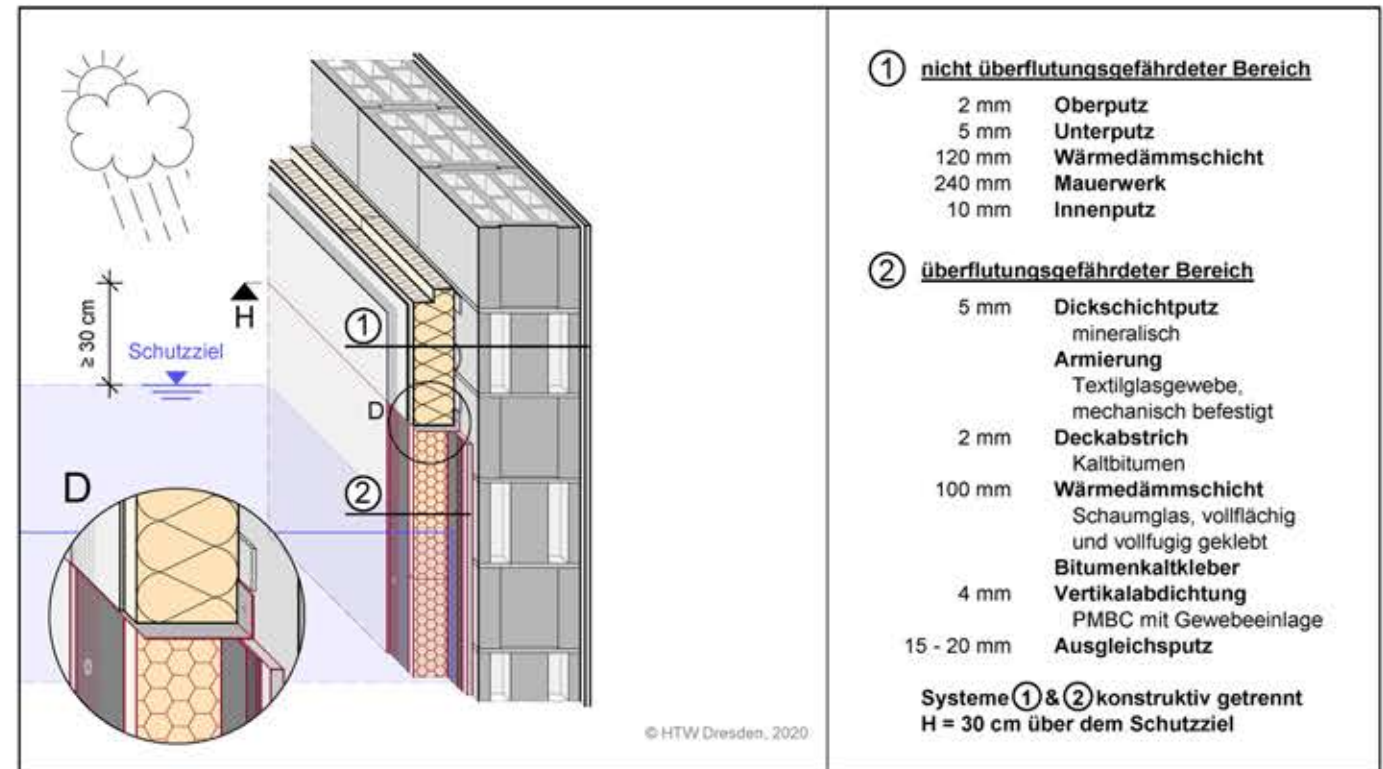 ≥ 30 cm
H
Schutzziel
1
D
2
D
© HTW Dresden, 2020
1 nicht überflutungsgefährdeter Bereich
2 mm Oberputz
5 mm Unterputz
120 mm Wärmedämmschicht
240 mm Mauerwerk
10 mm Innenputz
2 überflutungsgefährdeter Bereich
5 mm Dickschichtputz
mineralisch
Armierung
Textilglasgewebe,
mechanisch befestigt
2 mm Deckabstrich
Kaltbitumen
100 mm Wärmedämmschicht
Schaumglas, vollflächig
und vollfugig geklebt
Bitumenkaltkleber
4 mm Vertikalabdichtung
PMBC mit Gewebeeinlage
15 - 20 mm Ausgleichsputz
Systeme 1 & 2 konstruktiv getrennt
H = 30 cm über dem Schutzziel